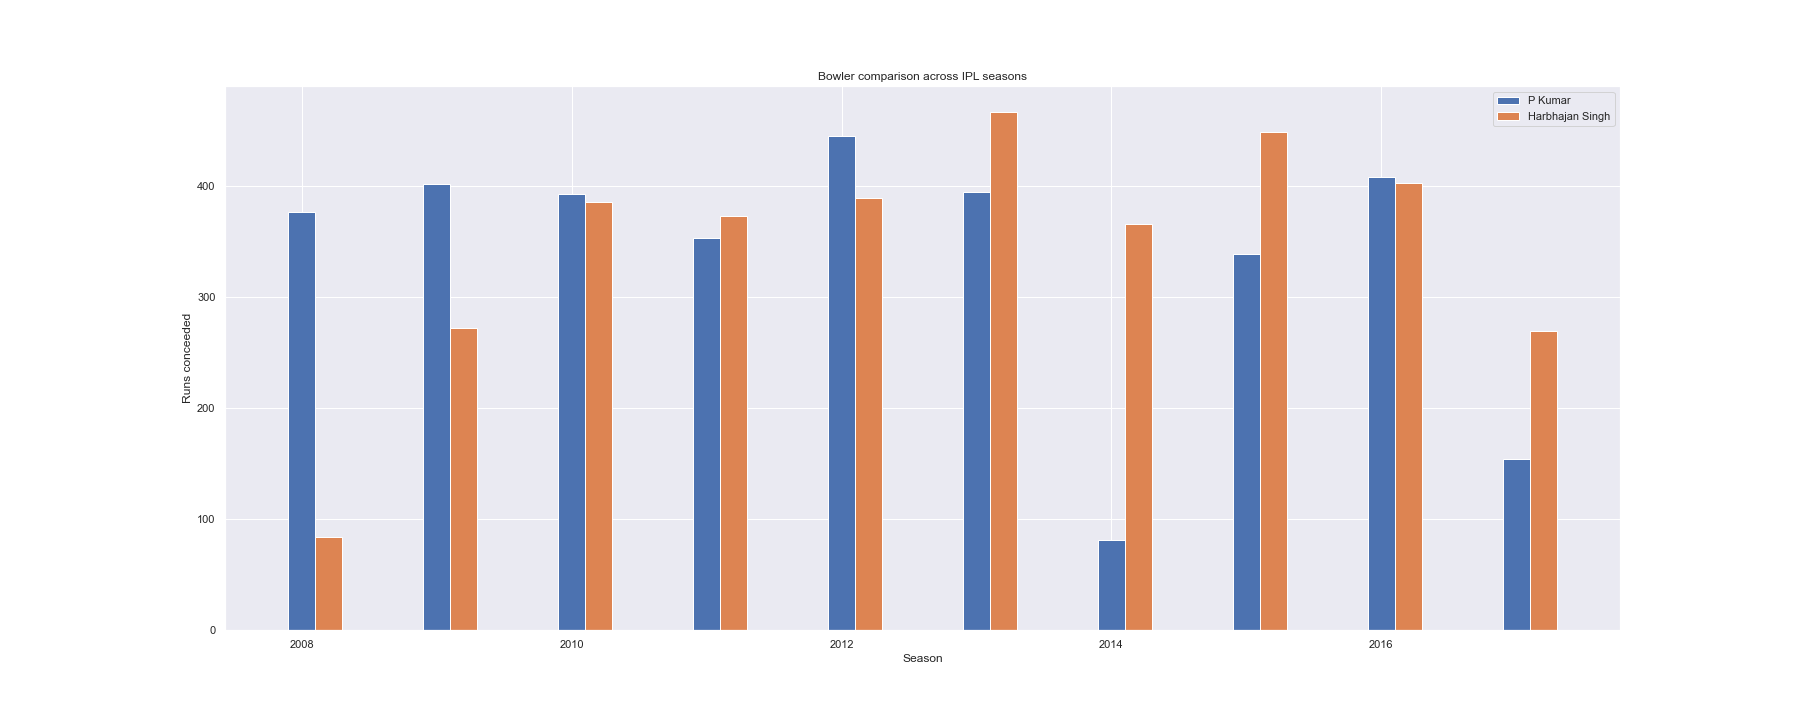 Bowler comparison across IPL seasons
P Kumar
Harbhajan Singh
Runs conceeded
400
300
200
100
0
2008 2010 2012 2014 2016
Season